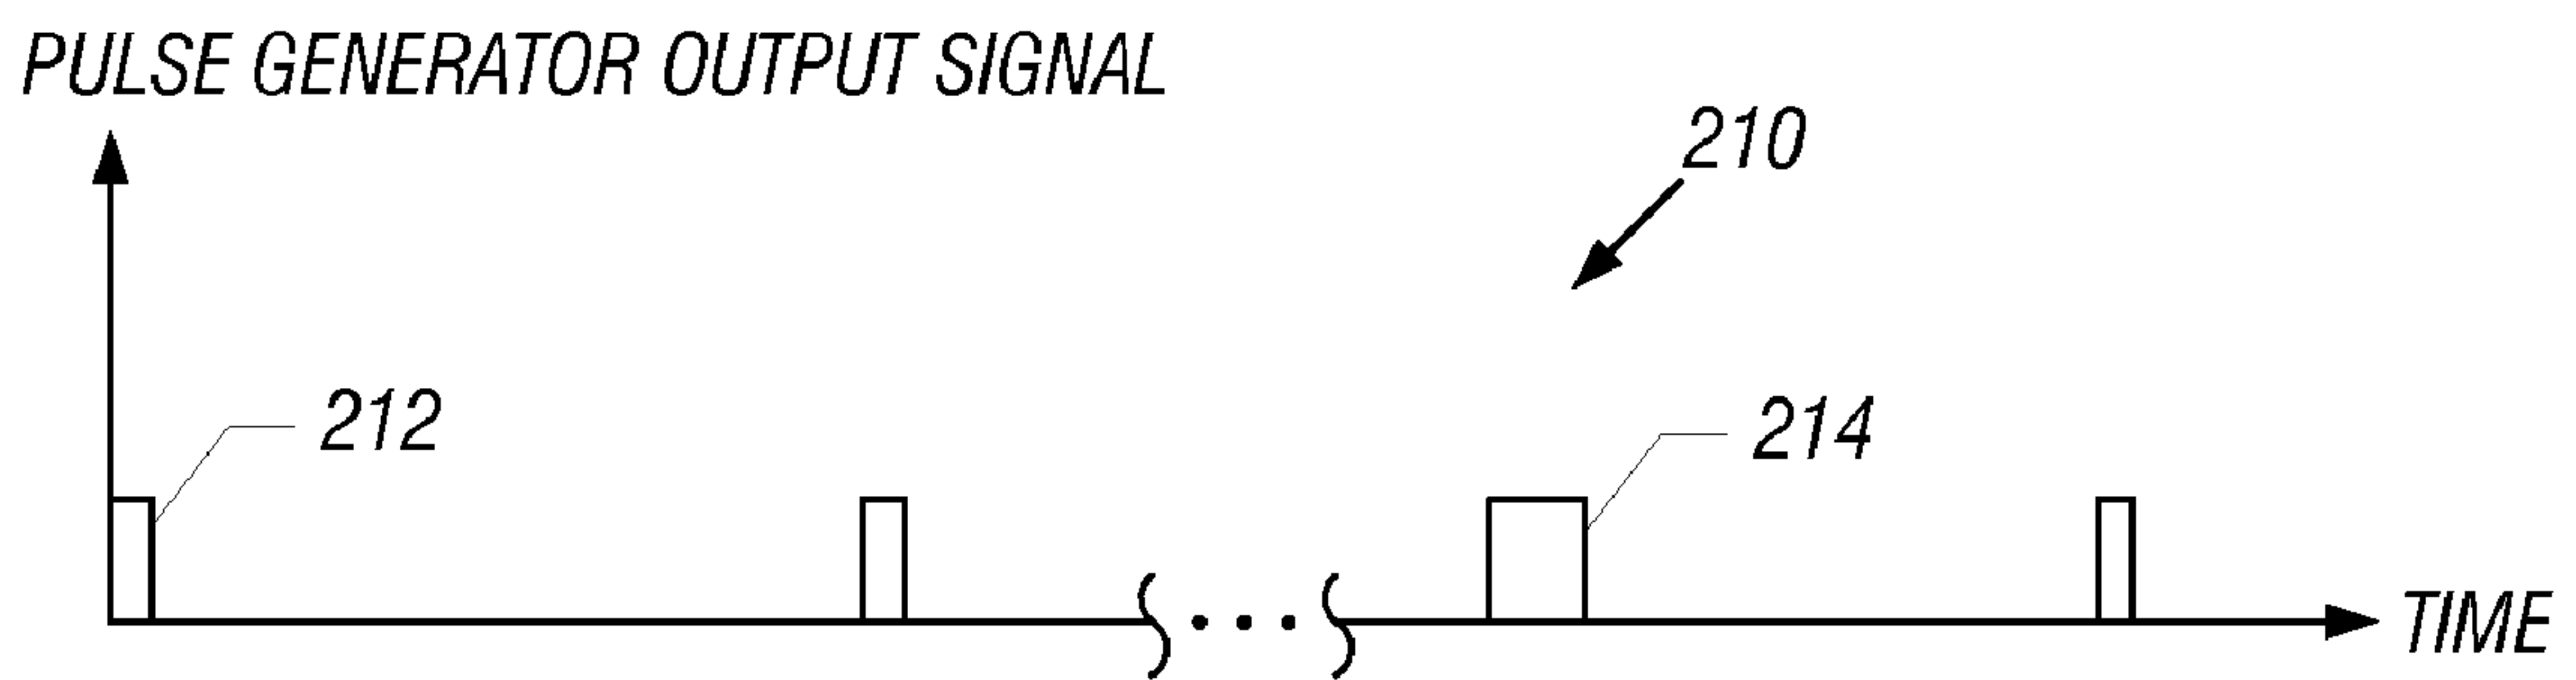 PULSE GENERATOR OUTPUT SIGNAL
210
212
214
TIME